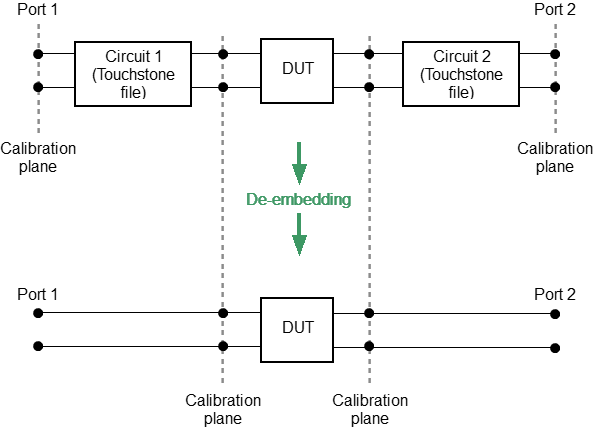 Port 1
Port 2
Circuit 1
(Touchstone
file)
DUT
Circuit 2
(Touchstone
file)
Calibration
plane
Calibration
plane
De-embedding
Port 1
Port 2
DUT
Calibration
plane
Calibration
plane